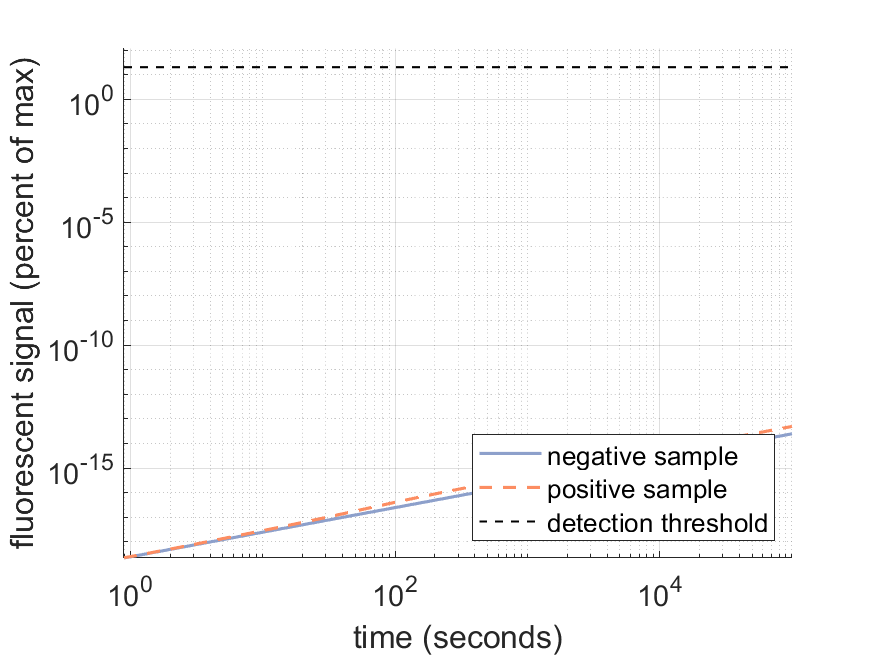 fluorescent signal (percent of max)
10^0
10^-5
10^-10
10^-15
negative sample
positive sample
detection threshold
10^0
10^2
10^4
time (seconds)